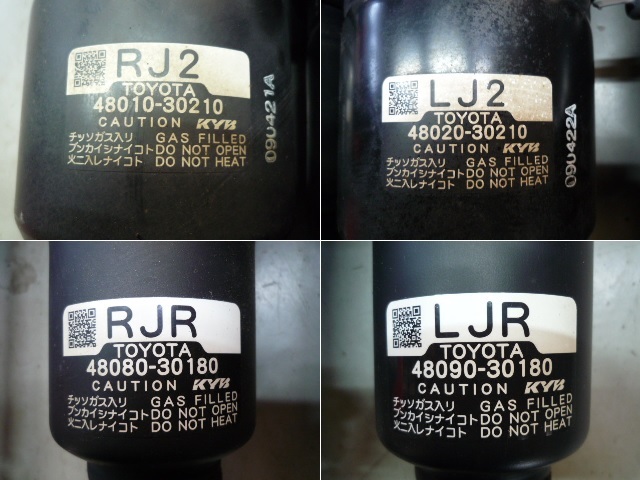 RJ2
TOYOTA
48010-30210
CAUTION KYB
チッソガス入リ GAS FILLED
ブンカイシナイコト DO NOT OPEN
火ニ入レナイコト DO NOT HEAT
090421A
LJ2
TOYOTA
48020-30210
CAUTION KYB
チッソガス入リ GAS FILLED
ブンカイシナイコト DO NOT OPEN
火ニ入レナイコト DO NOT HEAT
090422A
RJR
TOYOTA
48080-30180
CAUTION KYB
チッソガス入リ GAS FILLED
ブンカイシナイコト DO NOT OPEN
火ニ入レナイコト DO NOT HEAT
LJR
TOYOTA
48090-30180
CAUTION KYB
チッソガス入リ GAS FILLED
ブンカイシナイコト DO NOT OPEN
火ニ入レナイコト DO NOT HEAT